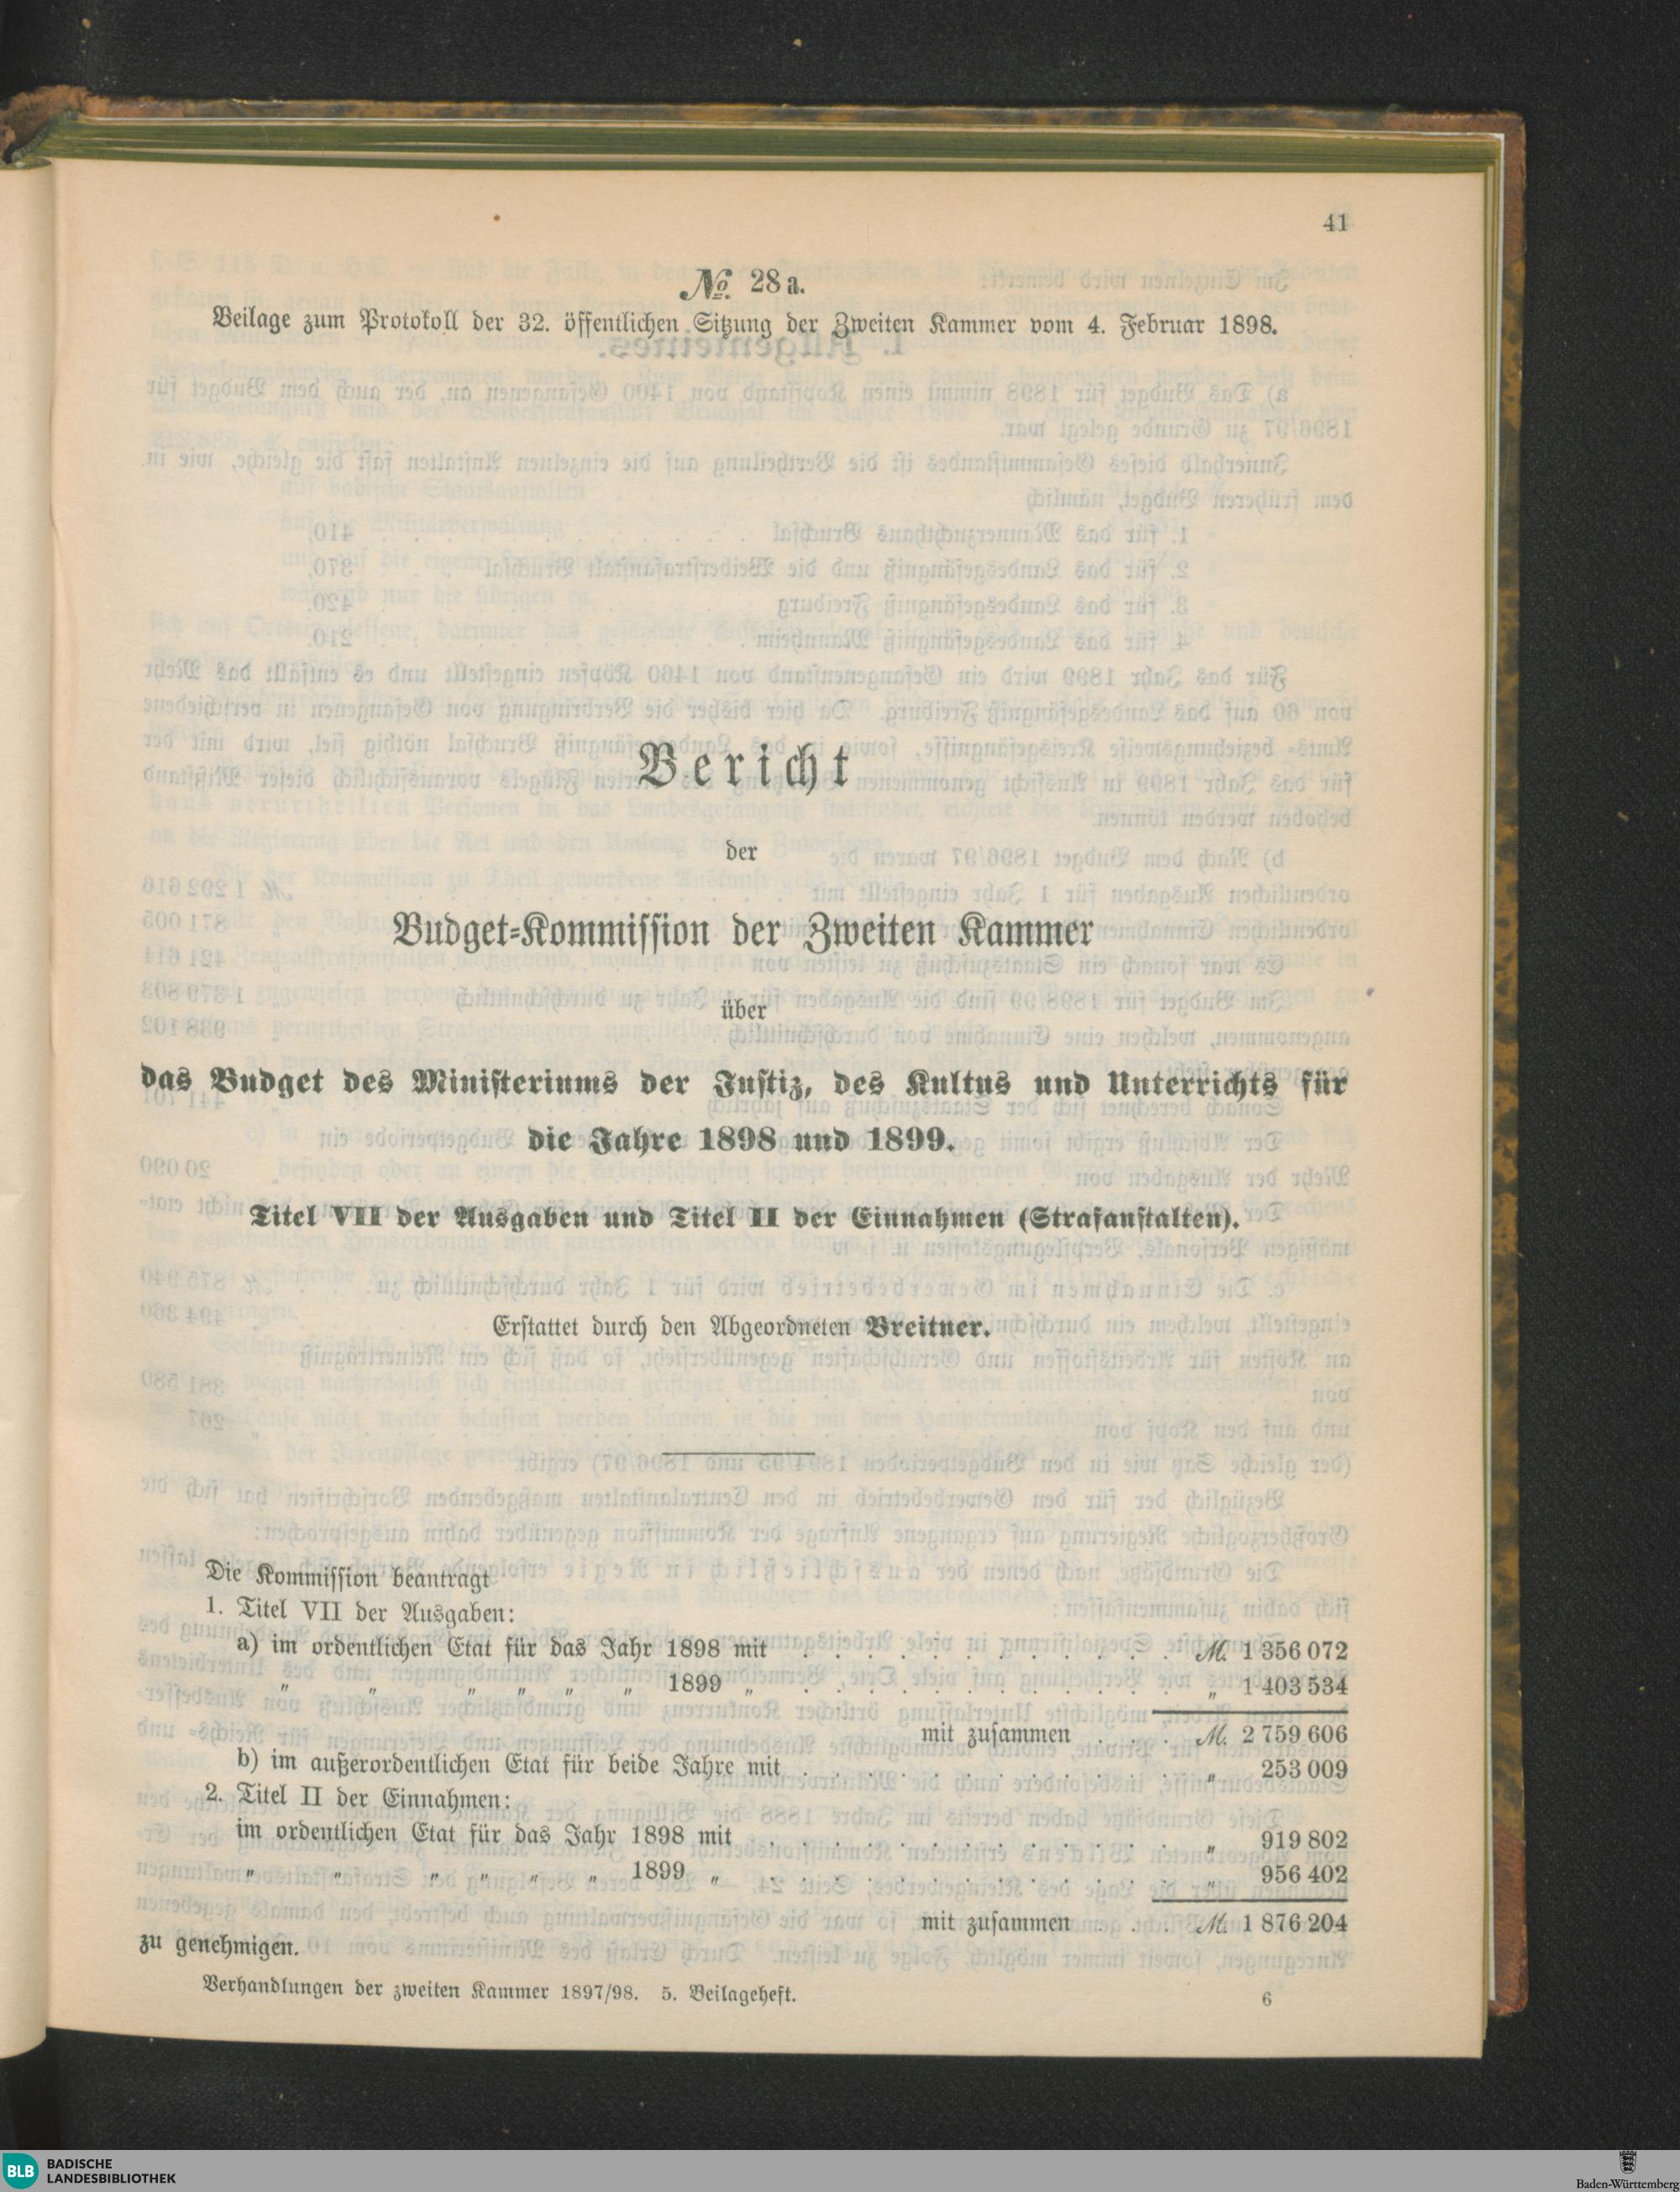 41
№ 28 a.
Beilage zum Protokoll der 32. öffentlichen Sitzung der Zweiten Kammer vom 4. Februar 1898.
Bericht
der
Budget-Kommission der Zweiten Kammer
über
das Budget des Ministeriums der Justiz, des Kultus und Unterrichts für
die Jahre 1898 und 1899.
Titel VII der Ausgaben und Titel II der Einnahmen (Strafanstalten).
Erstattet durch den Abgeordneten Breitner.
Die Kommission beantragt
1. Titel VII der Ausgaben:
a) im ordentlichen Etat für das Jahr 1898 mit . . . . . . . . . . . . M. 1 356 072
" " " " " " 1899 " . . . . . . . . . . . . " 1 403 534
mit zusammen . . . M. 2 759 606
b) im außerordentlichen Etat für beide Jahre mit . . . . . . . . . . . . " 253 009
2. Titel II der Einnahmen:
im ordentlichen Etat für das Jahr 1898 mit . . . . . . . . . . . . . " 919 802
" " " " " " 1899 " . . . . . . . . . . . . . " 956 402
mit zusammen . . . M. 1 876 204
zu genehmigen.
Verhandlungen der zweiten Kammer 1897/98. 5. Beilageheft. 6
BLB BADISCHE
LANDESBIBLIOTHEK
Baden-Württemberg